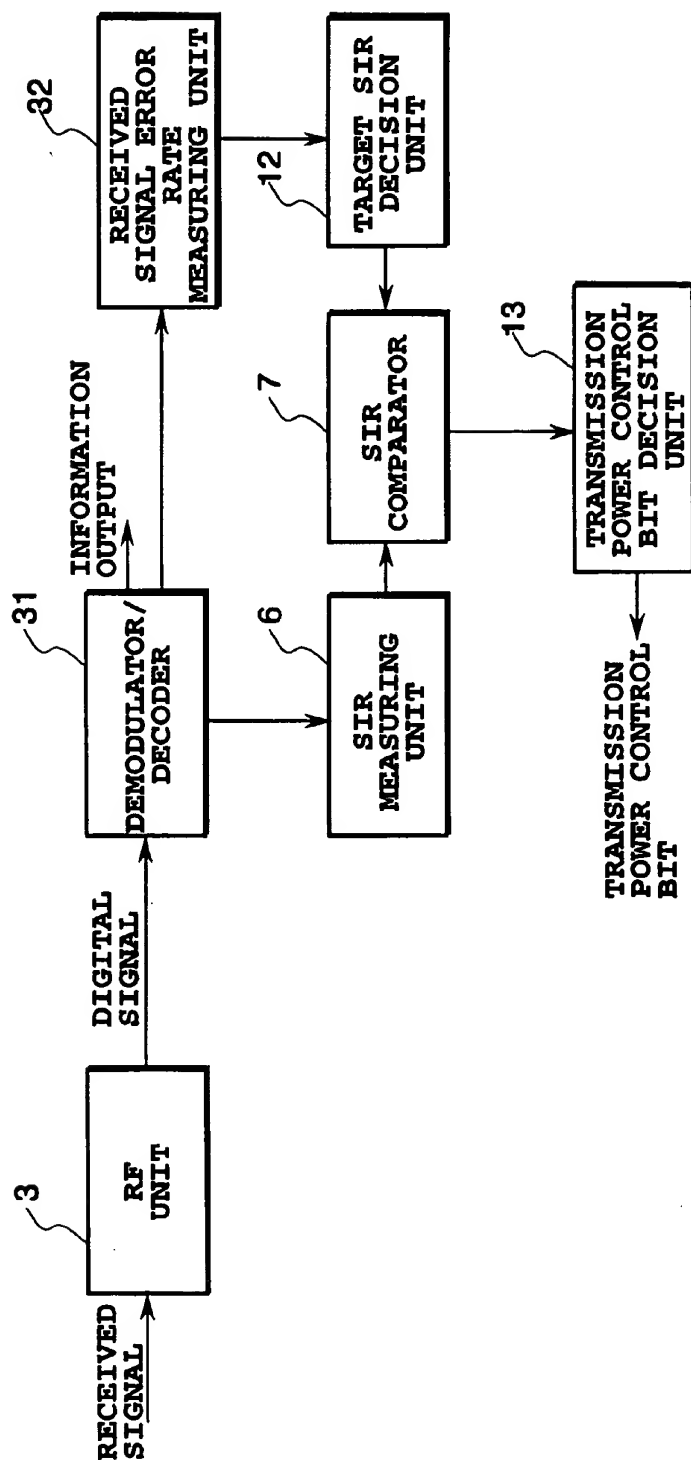 RECEIVED
SIGNAL
3
RF
UNIT
DIGITAL
SIGNAL
31
DEMODULATOR/
DECODER
INFORMATION
OUTPUT
32
RECEIVED
SIGNAL ERROR
RATE
MEASURING UNIT
6
SIR
MEASURING
UNIT
7
SIR
COMPARATOR
12
TARGET SIR
DECISION
UNIT
13
TRANSMISSION
POWER CONTROL
BIT DECISION
UNIT
TRANSMISSION
POWER CONTROL
BIT